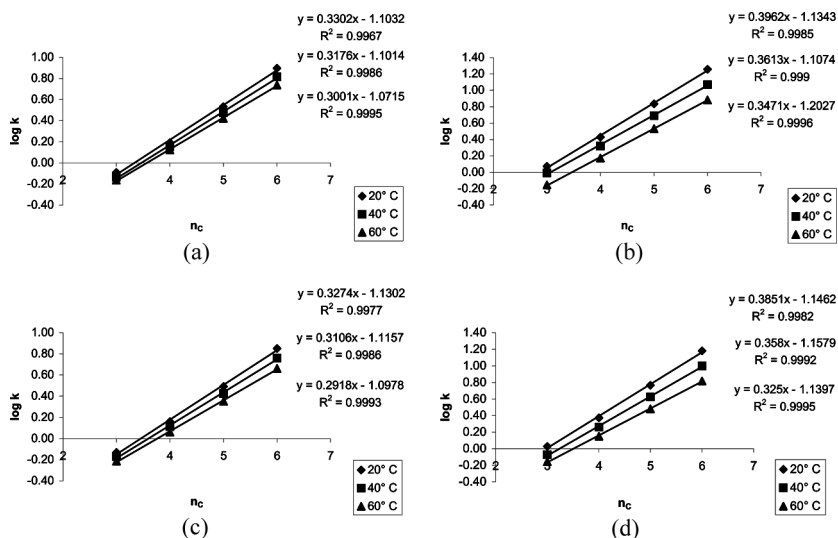 y = 0.3302x - 1.1032
R² = 0.9967
y = 0.3176x - 1.1014
R² = 0.9986
y = 0.3001x - 1.0715
R² = 0.9995
1.00
0.80
0.60
0.40
0.20
0.00
-0.20
-0.40
log k
2 3 4 5 6 7
nc
20° C
40° C
60° C
(a)
y = 0.3962x - 1.1343
R² = 0.9985
y = 0.3613x - 1.1074
R² = 0.999
y = 0.3471x - 1.2027
R² = 0.9996
1.40
1.20
1.00
0.80
0.60
0.40
0.20
0.00
-0.20
-0.40
log k
2 3 4 5 6 7
nc
20° C
40° C
60° C
(b)
y = 0.3274x - 1.1302
R² = 0.9977
y = 0.3106x - 1.1157
R² = 0.9986
y = 0.2918x - 1.0978
R² = 0.9993
1.00
0.80
0.60
0.40
0.20
0.00
-0.20
-0.40
log k
2 3 4 5 6 7
nc
20° C
40° C
60° C
(c)
y = 0.3851x - 1.1462
R² = 0.9982
y = 0.358x - 1.1579
R² = 0.9992
y = 0.325x - 1.1397
R² = 0.9995
1.40
1.20
1.00
0.80
0.60
0.40
0.20
0.00
-0.20
-0.40
log k
2 3 4 5 6 7
nc
20° C
40° C
60° C
(d)